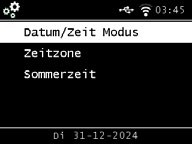 03:45
Datum/Zeit Modus
Zeitzone
Sommerzeit
Di 31-12-2024